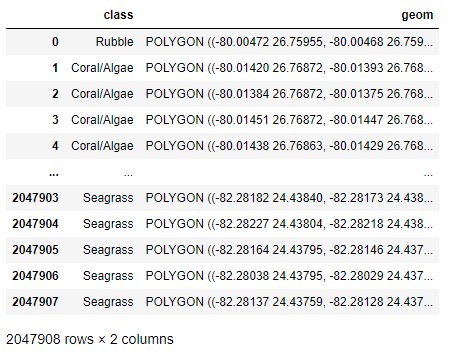 class geom
0 Rubble POLYGON ((-80.00472 26.75955, -80.00468 26.759...
1 Coral/Algae POLYGON ((-80.01420 26.76872, -80.01393 26.768...
2 Coral/Algae POLYGON ((-80.01384 26.76872, -80.01375 26.768...
3 Coral/Algae POLYGON ((-80.01451 26.76872, -80.01447 26.768...
4 Coral/Algae POLYGON ((-80.01438 26.76863, -80.01429 26.768...
... ... ...
2047903 Seagrass POLYGON ((-82.28182 24.43840, -82.28173 24.438...
2047904 Seagrass POLYGON ((-82.28227 24.43804, -82.28218 24.438...
2047905 Seagrass POLYGON ((-82.28164 24.43795, -82.28146 24.437...
2047906 Seagrass POLYGON ((-82.28038 24.43795, -82.28029 24.437...
2047907 Seagrass POLYGON ((-82.28137 24.43759, -82.28128 24.437...
2047908 rows × 2 columns